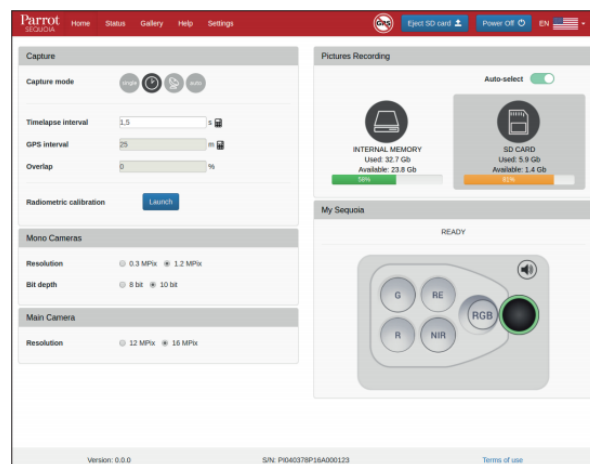 Parrot
SEQUOIA
Home Status Gallery Help Settings
GPS
Eject SD card
Power Off
EN
Capture
Capture mode
single
auto
Timelapse interval 1,5 s
GPS interval 25 m
Overlap 0 %
Radiometric calibration Launch
Mono Cameras
Resolution 0.3 MPix 1.2 MPix
Bit depth 8 bit 10 bit
Main Camera
Resolution 12 MPix 16 MPix
Pictures Recording
Auto-select
INTERNAL MEMORY
Used: 32.7 Gb
Available: 23.8 Gb
58%
SD CARD
Used: 5.9 Gb
Available: 1.4 Gb
81%
My Sequoia
READY
G RE
RGB
R NIR
Version: 0.0.0 S/N: PI040378P16A000123 Terms of use